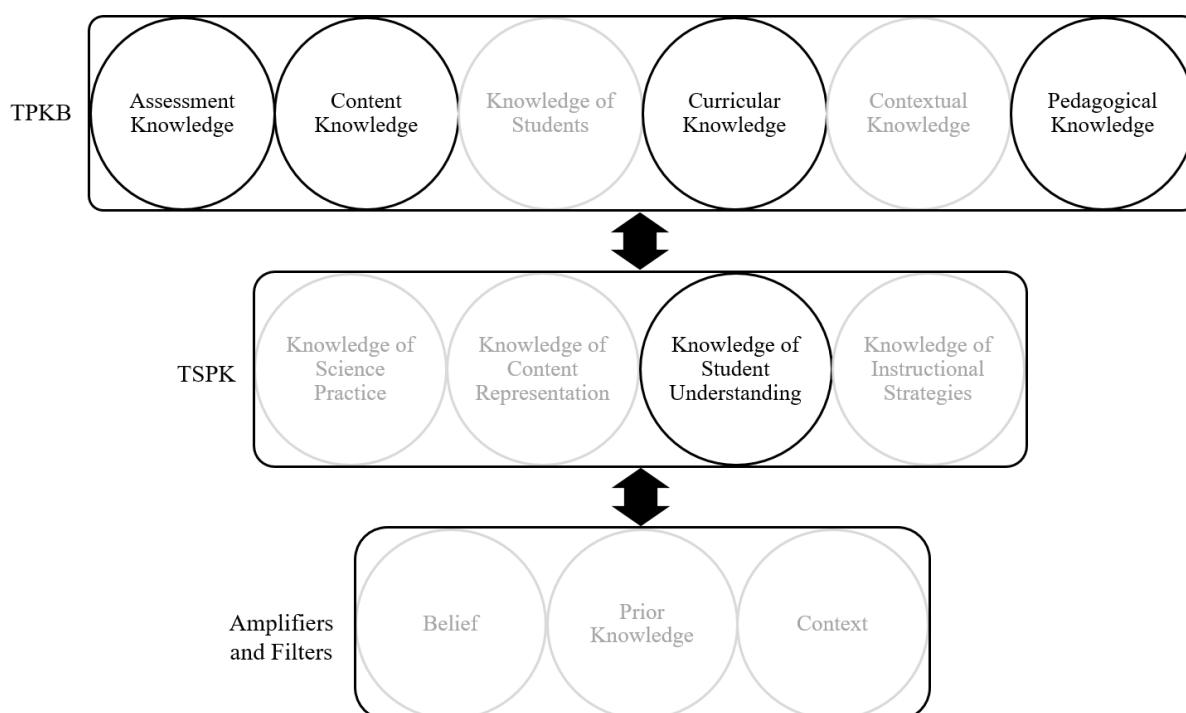 TPKB
Assessment
Knowledge
Content
Knowledge
Knowledge of
Students
Curricular
Knowledge
Contextual
Knowledge
Pedagogical
Knowledge
TSPK
Knowledge of
Science
Practice
Knowledge of
Content
Representation
Knowledge of
Student
Understanding
Knowledge of
Instructional
Strategies
Amplifiers
and Filters
Belief
Prior
Knowledge
Context